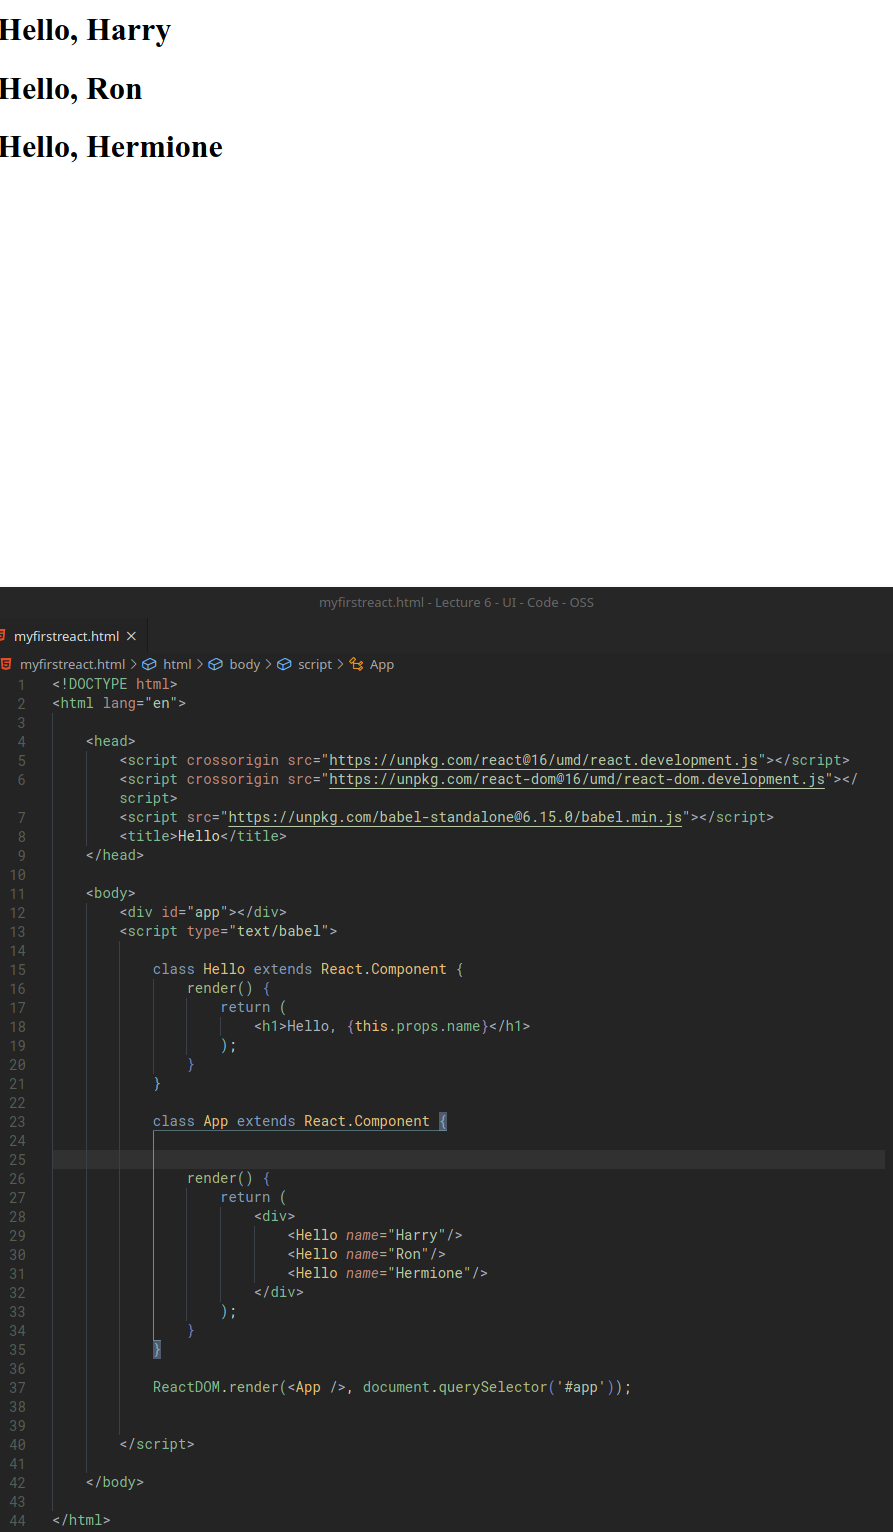 Hello, Harry
Hello, Ron
Hello, Hermione
myfirstreact.html - Lecture 6 - UI - Code - OSS
myfirstreact.html ×
myfirstreact.html > html > body > script > App
1 <!DOCTYPE html>
2 <html lang="en">
3
4 <head>
5 <script crossorigin src="https://unpkg.com/react@16/umd/react.development.js"></script>
6 <script crossorigin src="https://unpkg.com/react-dom@16/umd/react-dom.development.js"></
script>
7 <script src="https://unpkg.com/babel-standalone@6.15.0/babel.min.js"></script>
8 <title>Hello</title>
9 </head>
10
11 <body>
12 <div id="app"></div>
13 <script type="text/babel">
14
15 class Hello extends React.Component {
16 render() {
17 return (
18 <h1>Hello, {this.props.name}</h1>
19 );
20 }
21 }
22
23 class App extends React.Component {
24
25
26 render() {
27 return (
28 <div>
29 <Hello name="Harry"/>
30 <Hello name="Ron"/>
31 <Hello name="Hermione"/>
32 </div>
33 );
34 }
35 }
36
37 ReactDOM.render(<App />, document.querySelector('#app'));
38
39
40 </script>
41
42 </body>
43
44 </html>